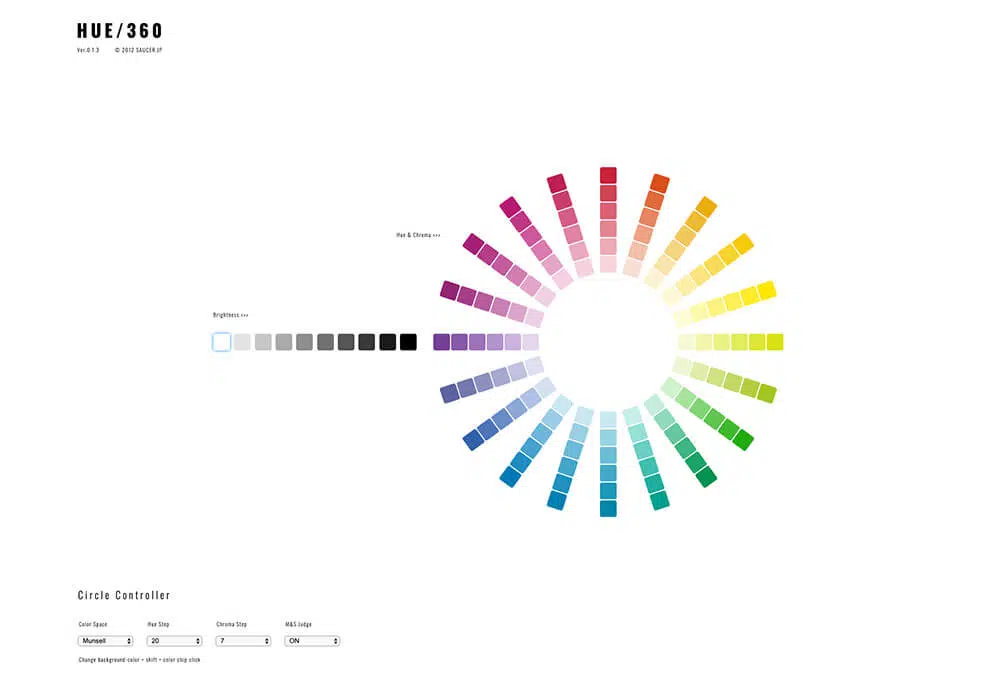 HUE/360
Ver.0.1.3 © 2012 SAUCER.JP
Hue & Chroma >>>
Brightness >>>
Circle Controller
Color Space Hue Step Chroma Step M&S Judge
Munsell 20 7 ON
Change background color = shift + color chip click